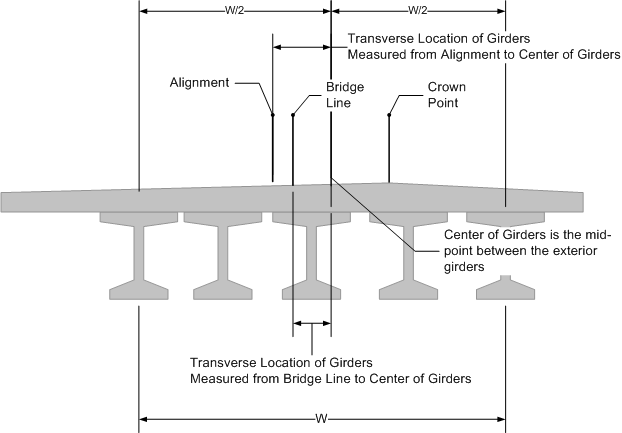 W/2
W/2
Transverse Location of Girders
Measured from Alignment to Center of Girders
Alignment
Bridge
Line
Crown
Point
Center of Girders is the mid-
point between the exterior
girders
Transverse Location of Girders
Measured from Bridge Line to Center of Girders
W